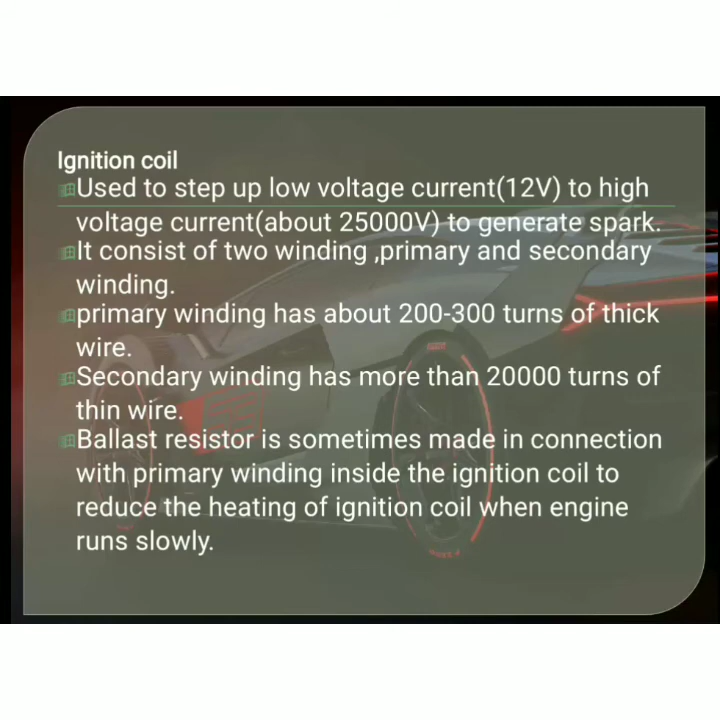 Ignition coil
Used to step up low voltage current(12V) to high
voltage current(about 25000V) to generate spark.
It consist of two winding ,primary and secondary
winding.
primary winding has about 200-300 turns of thick
wire.
Secondary winding has more than 20000 turns of
thin wire.
Ballast resistor is sometimes made in connection
with primary winding inside the ignition coil to
reduce the heating of ignition coil when engine
runs slowly.